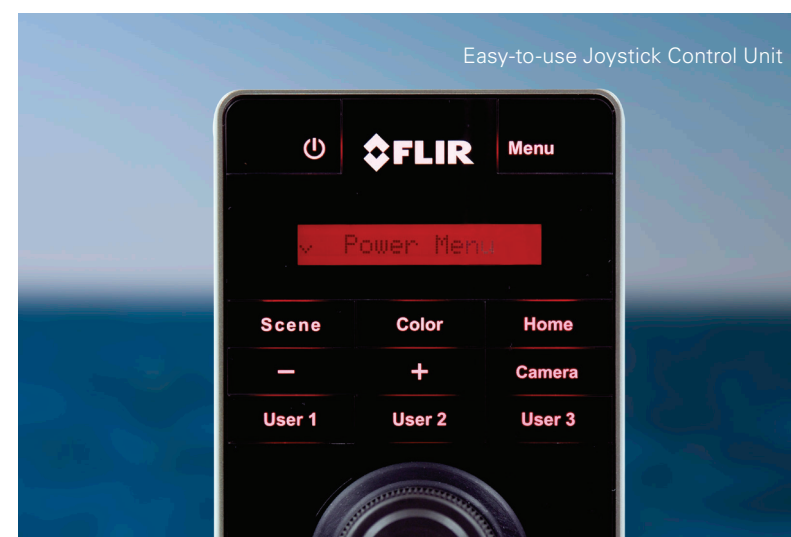 Easy-to-use Joystick Control Unit
FLIR Menu
Power Menu
Scene Color Home
− + Camera
User 1 User 2 User 3